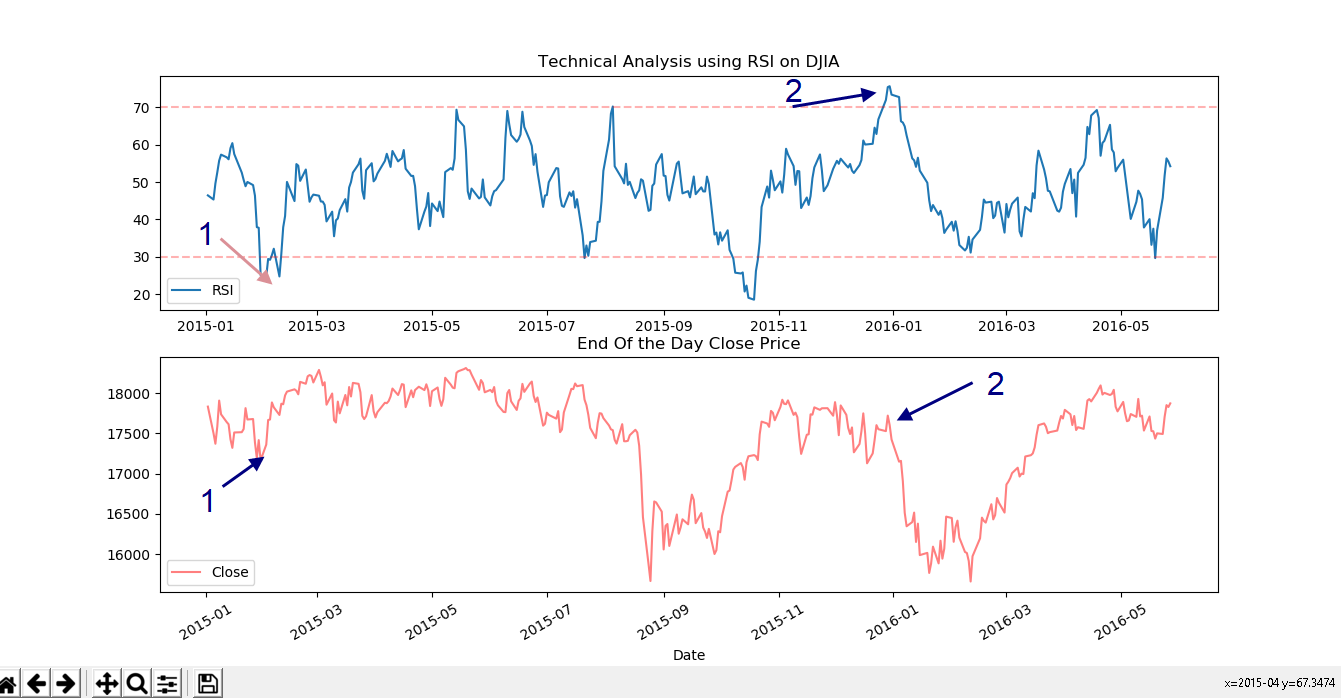 Technical Analysis using RSI on DJIA
2
70
60
50
40
1
30
RSI
20
2015-01 2015-03 2015-05 2015-07 2015-09 2015-11 2016-01 2016-03 2016-05
End Of the Day Close Price
18000
2
17500
17000
1
16500
16000
Close
2015-01 2015-03 2015-05 2015-07 2015-09 2015-11 2016-01 2016-03 2016-05
Date
x=2015-04 y=67.3474